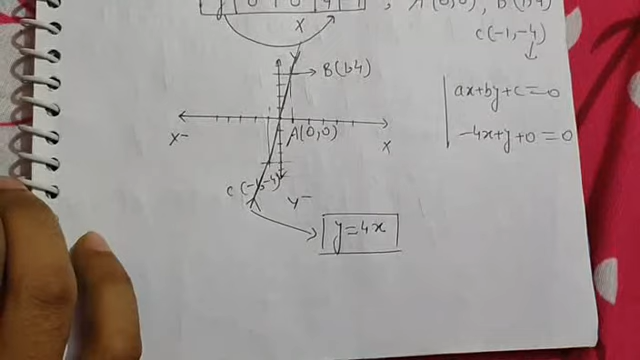 A(0,0), B(1,4)
C(-1,-4)
X
Y
B(1,4)
ax+by+c=0
-4x+y+0=0
X-
A(0,0)
X
C(-1,-4)
Y-
y=4x